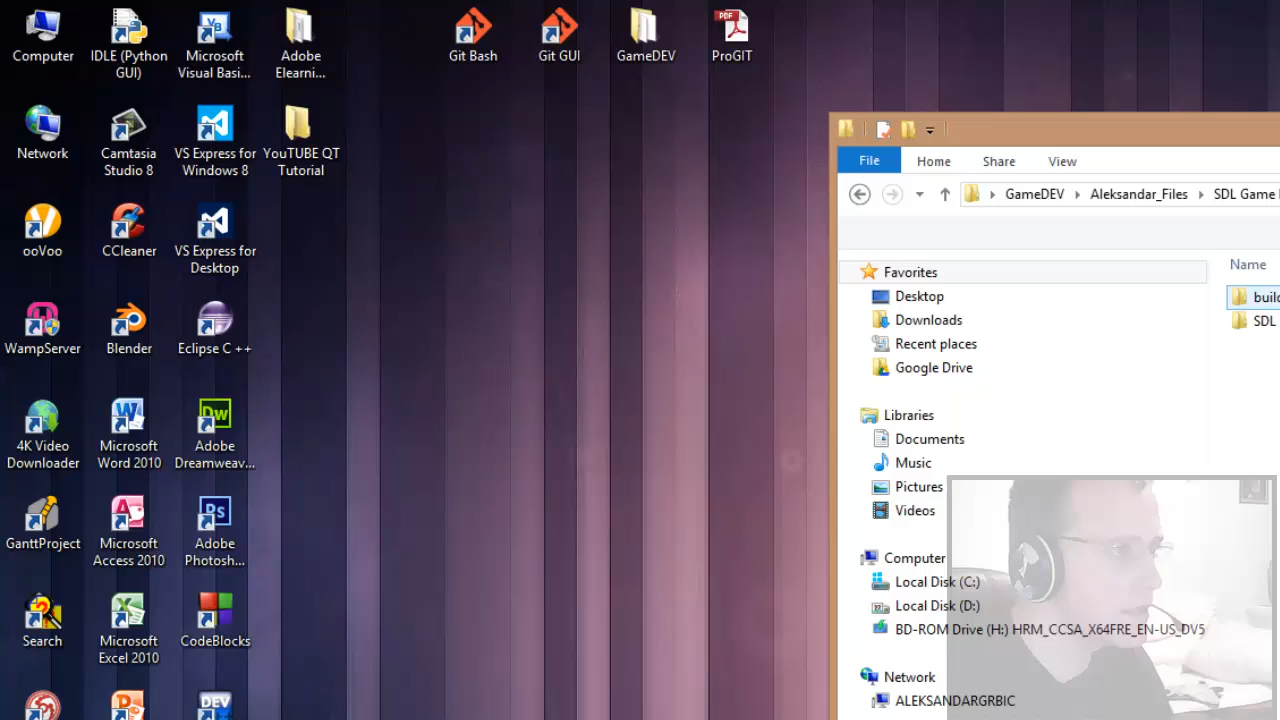 Computer
IDLE (Python
GUI)
Microsoft
Visual Basi...
Adobe
Elearni...
Git Bash
Git GUI
GameDEV
PDF
ProGIT
Network
Camtasia
Studio 8
VS Express for
Windows 8
YouTUBE QT
Tutorial
ooVoo
CCleaner
VS Express for
Desktop
WampServer
Blender
Eclipse C ++
4K Video
Downloader
Microsoft
Word 2010
Dw
Adobe
Dreamweav...
GanttProject
Microsoft
Access 2010
Ps
Adobe
Photosh...
Search
Microsoft
Excel 2010
CodeBlocks
DEV
File
Home
Share
View
GameDEV
Aleksandar_Files
SDL Game
Name
Favorites
Desktop
Downloads
Recent places
Google Drive
SDL
Libraries
Documents
Music
Pictures
Videos
Computer
Local Disk (C:)
Local Disk (D:)
BD-ROM Drive (H:) HRM_CCSA_X64FRE_EN-US_DV5
Network
ALEKSANDARGRBIC